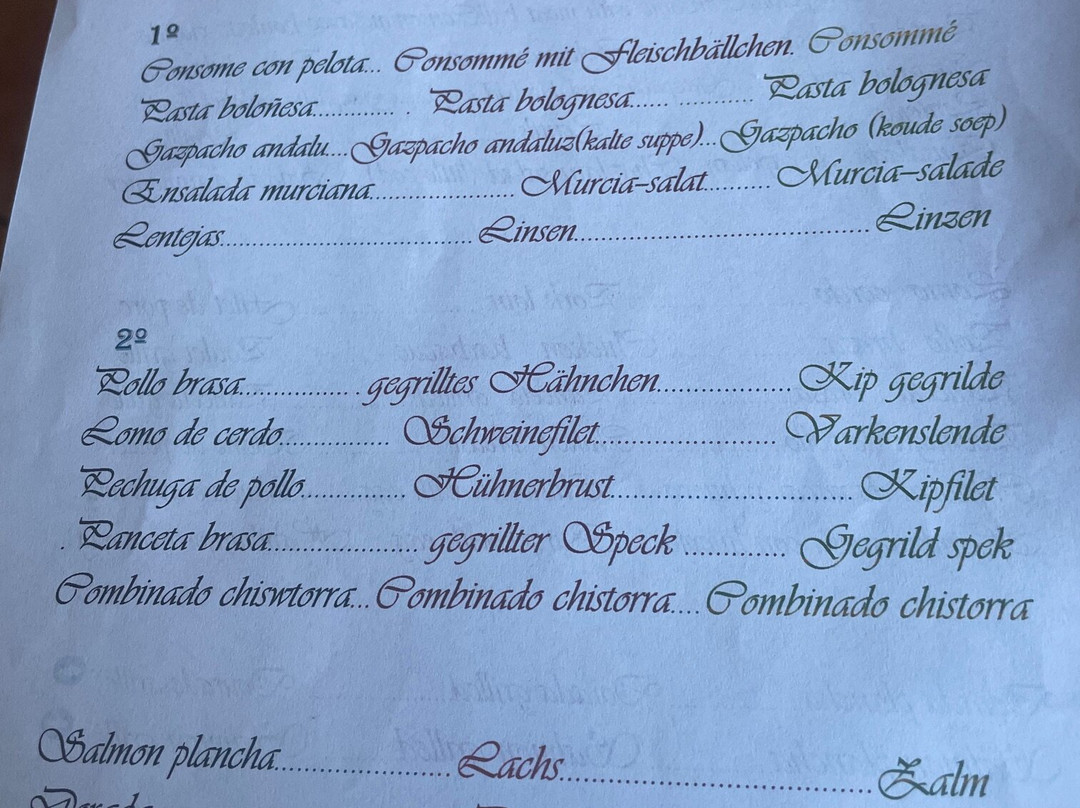 1º
Consome con pelota... Consommé mit Fleischbällchen. Consommé
Pasta boloñesa............. . Pasta bolognesa...... ........... Pasta bolognesa
Gazpacho andalu....Gazpacho andaluz(kalte suppe)...Gazpacho (koude soep)
Ensalada murciana....................... Murcia-salat.......... Murcia-salade
Lentejas........................................ Linsen.............................................. Linzen
2º
Pollo brasa................. .gegrilltes Hähnchen..................... Kip gegrilde
Lomo de cerdo................. Schweinefilet............................ Varkenslende
Pechuga de pollo................ Hühnerbrust...................................... Kipfilet
. Panceta brasa....................... gegrillter Speck ............... Gegrild spek
Combinado chiswtorra...Combinado chistorra....Combinado chistorra
Salmon plancha.........................Lachs............................................Zalm
Dorada